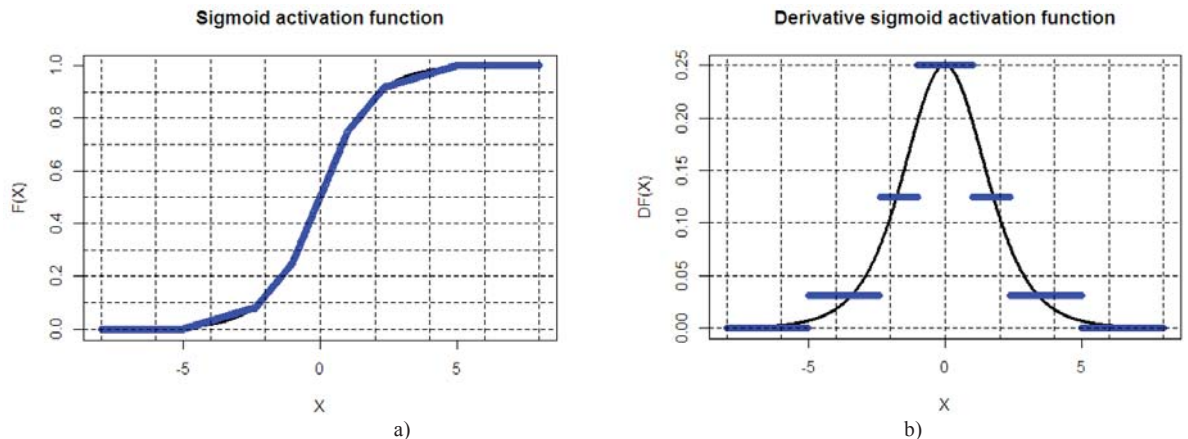 Sigmoid activation function
F(X)
1.0
0.8
0.6
0.4
0.2
0.0
-5 0 5
X
a)
Derivative sigmoid activation function
DF(X)
0.25
0.20
0.15
0.10
0.05
0.00
-5 0 5
X
b)